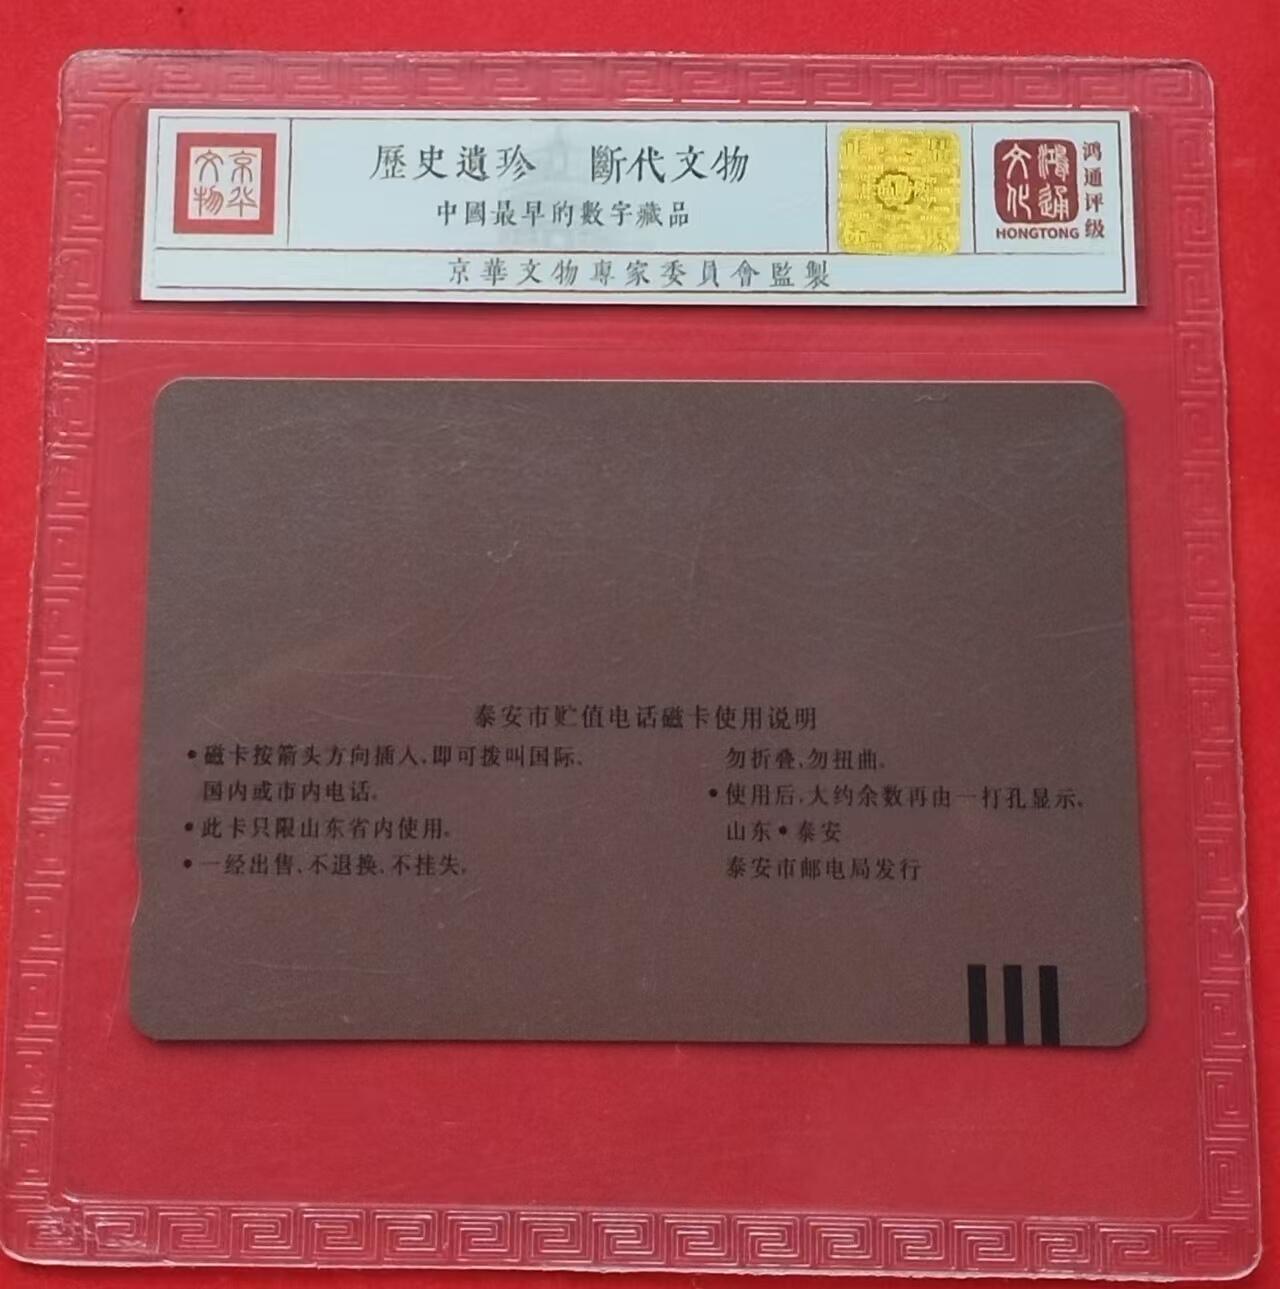 京华
文物
歷史遺珍 斷代文物
中國最早的數字藏品
京華文物專家委員會監製
鴻通
文化
HONGTONG
鸿通评级
泰安市贮值电话磁卡使用说明
•磁卡按箭头方向插入,即可拨叫国际、
国内或市内电话。
•此卡只限山东省内使用。
•一经出售、不退换、不挂失。
勿折叠,勿扭曲。
•使用后,大约余数再由一打孔显示。
山东•泰安
泰安市邮电局发行